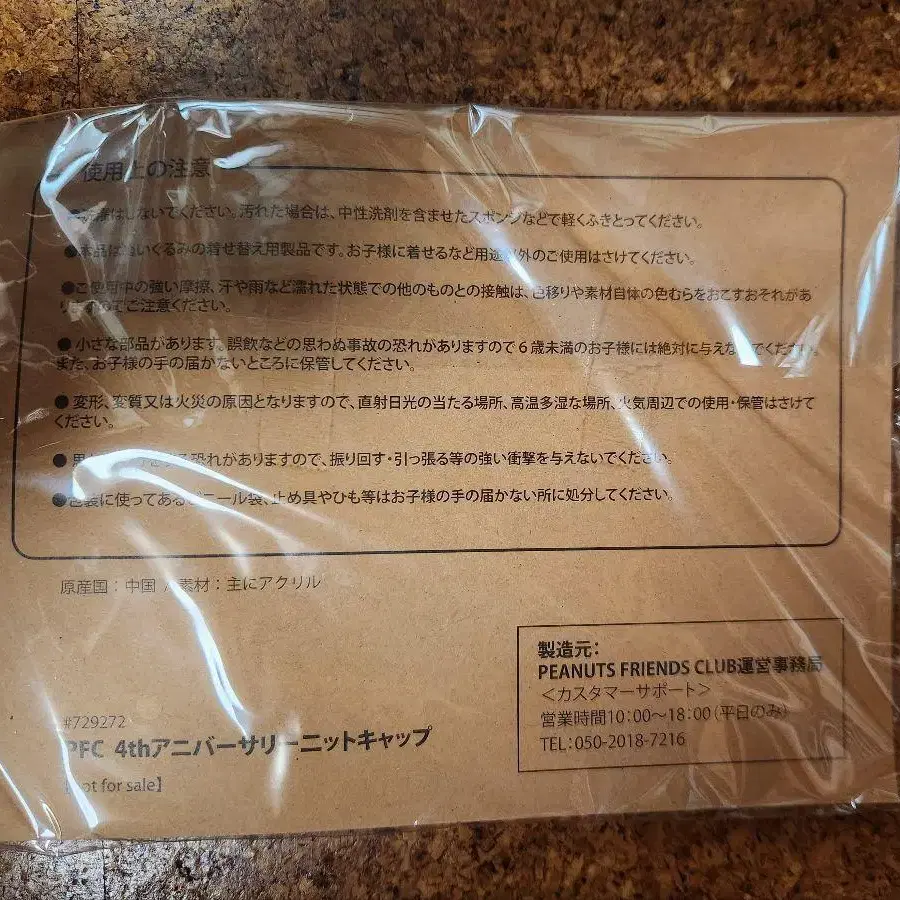 使用上の注意
はしないでください。汚れた場合は、中性洗剤を含ませたスポンジなどで軽くふきとってください。
●本品はぬいぐるみの着せ替え用製品です。お子様に着せるなど用途以外のご使用はさけてください。
●ご使用中の強い摩擦、汗や雨など濡れた状態での他のものとの接触は、色移りや素材自体の色むらをおこすおそれがあ
りますのでご注意ください。
● 小さな部品があります。誤飲などの思わぬ事故の恐れがありますので6歳未満のお子様には絶対に与えないでください。
また、お子様の手の届かないところに保管してください。
● 変形、変質又は火災の原因となりますので、直射日光の当たる場所、高温多湿な場所、火気周辺での使用・保管はさけて
ください。
● 恐れがありますので、振り回す・引っ張る等の強い衝撃を与えないでください。
●包装に使ってあるビニール袋、止め具やひも等はお子様の手の届かない所に処分してください。
原産国：中国 / 素材：主にアクリル
製造元：
PEANUTS FRIENDS CLUB運営事務局
＜カスタマーサポート＞
営業時間10：00〜18：00（平日のみ）
TEL：050-2018-7216
#729272
PFC 4thアニバーサリーニットキャップ
【Not for sale】